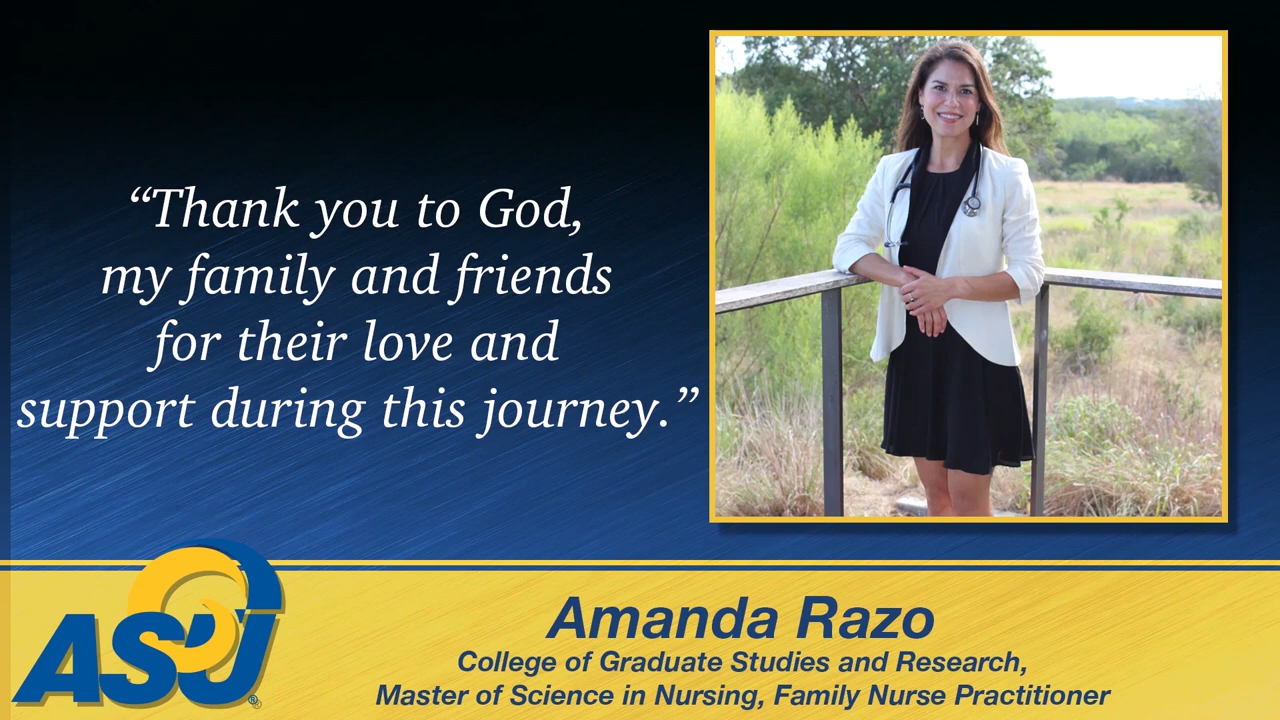 “Thank you to God,
my family and friends
for their love and
support during this journey.”
ASU®
Amanda Razo
College of Graduate Studies and Research,
Master of Science in Nursing, Family Nurse Practitioner